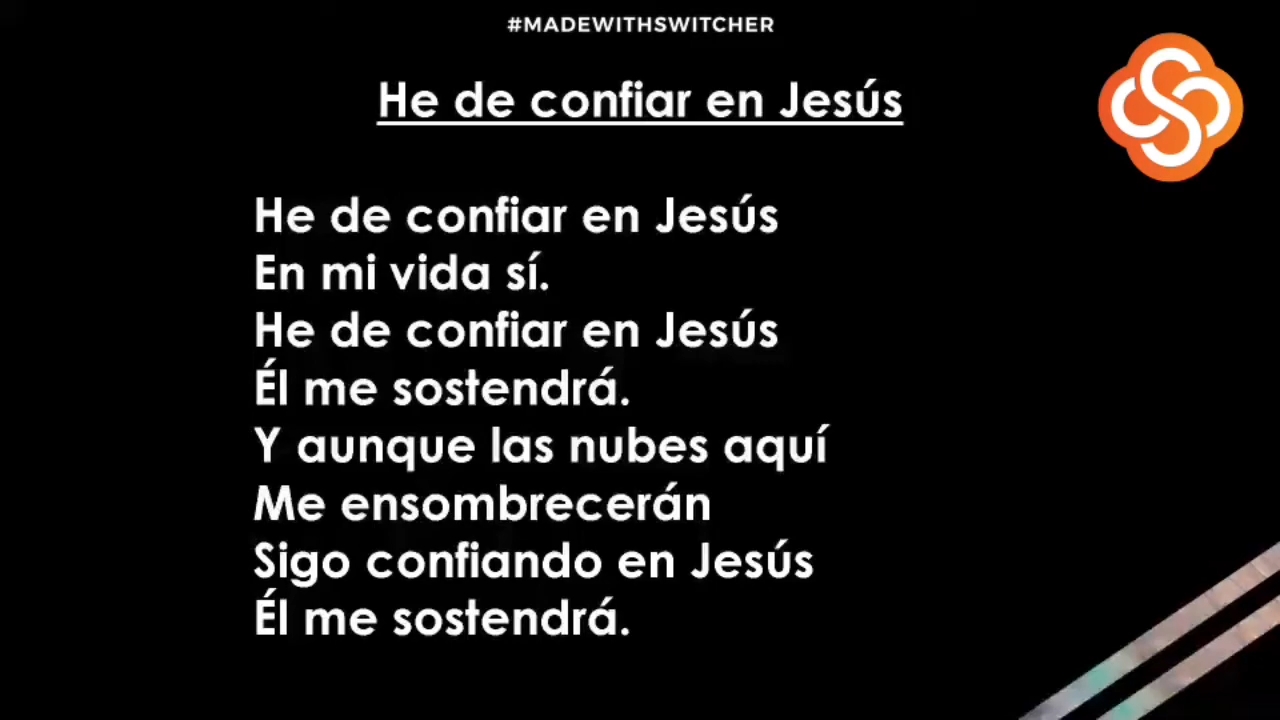 #MADEWITHSWITCHER
He de confiar en Jesús
He de confiar en Jesús
En mi vida sí.
He de confiar en Jesús
Él me sostendrá.
Y aunque las nubes aquí
Me ensombrecerán
Sigo confiando en Jesús
Él me sostendrá.